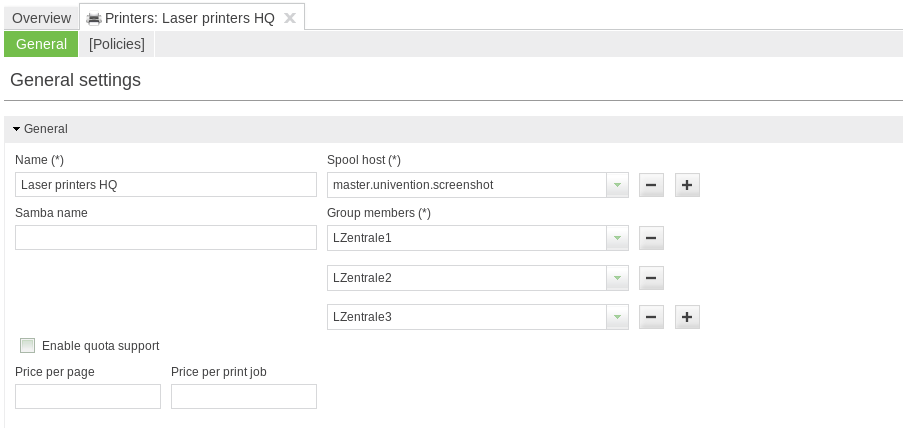 Overview Printers: Laser printers HQ
General [Policies]
General settings
General
Name (*) Spool host (*)
Laser printers HQ master.univention.screenshot
Samba name Group members (*)
LZentrale1
LZentrale2
LZentrale3
Enable quota support
Price per page Price per print job